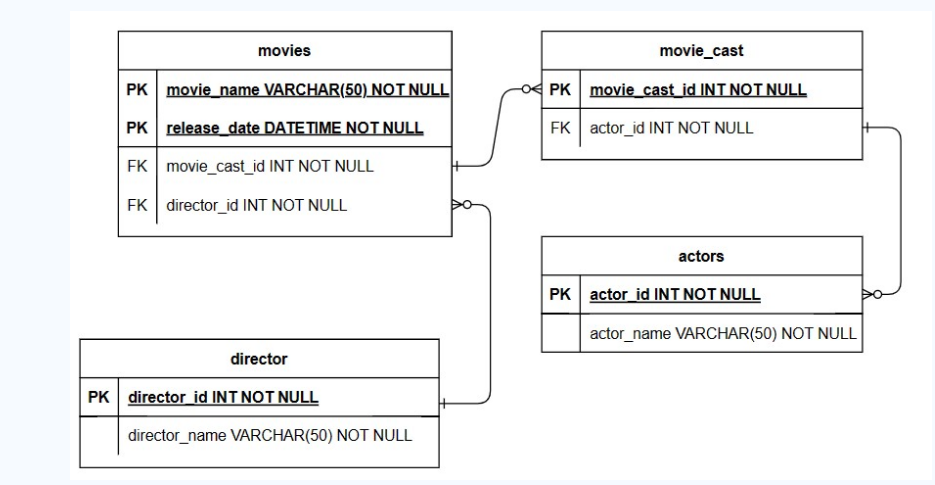 movies
PK movie_name VARCHAR(50) NOT NULL
PK release_date DATETIME NOT NULL
FK movie_cast_id INT NOT NULL
FK director_id INT NOT NULL
movie_cast
PK movie_cast_id INT NOT NULL
FK actor_id INT NOT NULL
actors
PK actor_id INT NOT NULL
actor_name VARCHAR(50) NOT NULL
director
PK director_id INT NOT NULL
director_name VARCHAR(50) NOT NULL